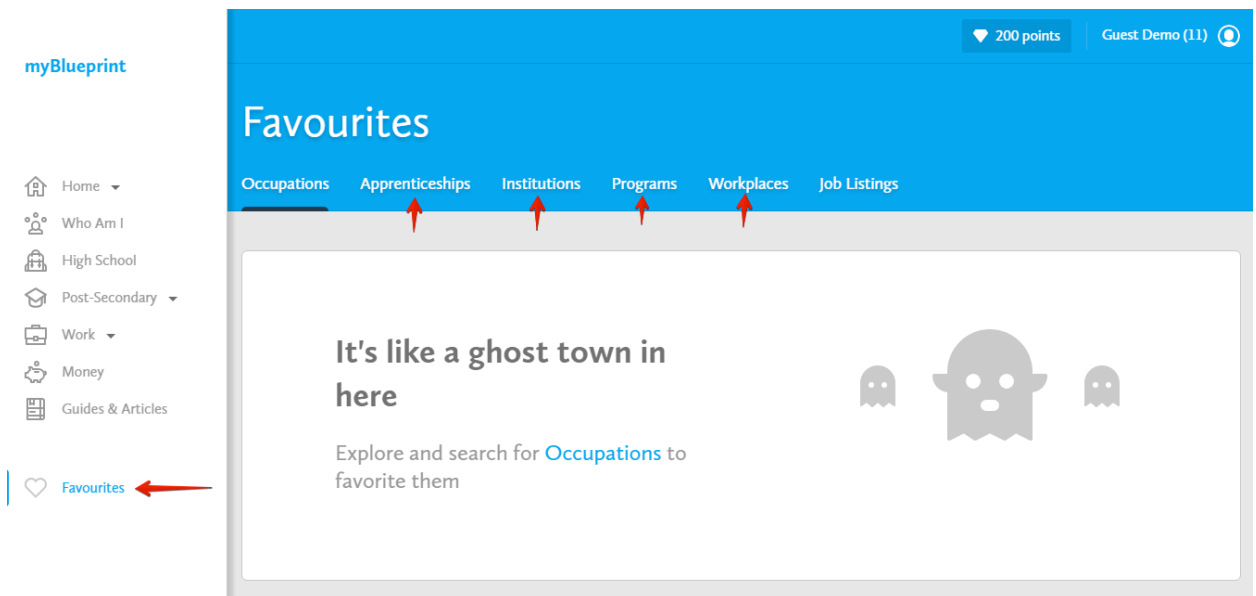 200 points
Guest Demo (11)
myBlueprint
Favourites
Occupations Apprenticeships Institutions Programs Workplaces Job Listings
Home
Who Am I
High School
Post-Secondary
Work
Money
Guides & Articles
Favourites
It's like a ghost town in
here
Explore and search for Occupations to
favorite them